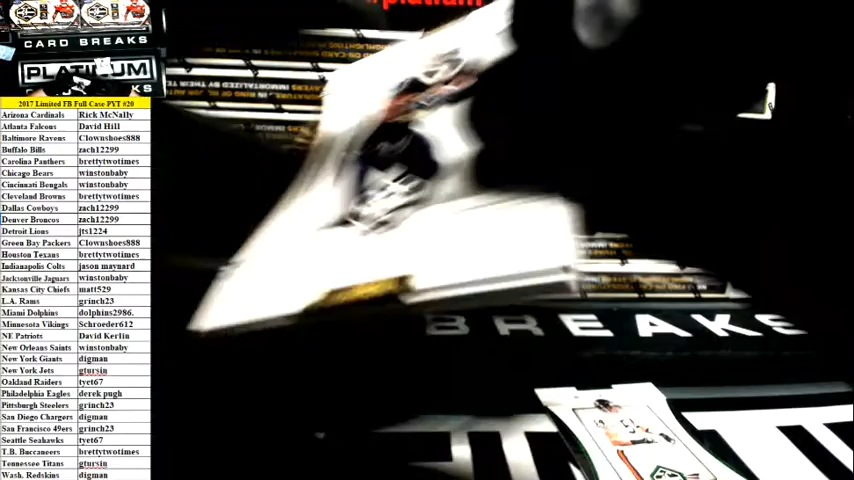 CARD BREAKS
PLATINUM
2017 Limited FB Full Case PYT #20
Arizona Cardinals Rick McNally
Atlanta Falcons David Hill
Baltimore Ravens Clownshoes888
Buffalo Bills zach12299
Carolina Panthers brettytwotimes
Chicago Bears winstonbaby
Cincinnati Bengals winstonbaby
Cleveland Browns brettytwotimes
Dallas Cowboys zach12299
Denver Broncos zach12299
Detroit Lions jts1224
Green Bay Packers Clownshoes888
Houston Texans brettytwotimes
Indianapolis Colts jason maynard
Jacksonville Jaguars winstonbaby
Kansas City Chiefs matt529
L.A. Rams grinch23
Miami Dolphins dolphins2986.
Minnesota Vikings Schroeder612
NE Patriots David Kerlin
New Orleans Saints winstonbaby
New York Giants digman
New York Jets gtursin
Oakland Raiders tyet67
Philadelphia Eagles derek pugh
Pittsburgh Steelers grinch23
San Diego Chargers digman
San Francisco 49ers grinch23
Seattle Seahawks tyet67
T.B. Buccaneers brettytwotimes
Tennessee Titans gtursin
Wash. Redskins digman
BREAKS